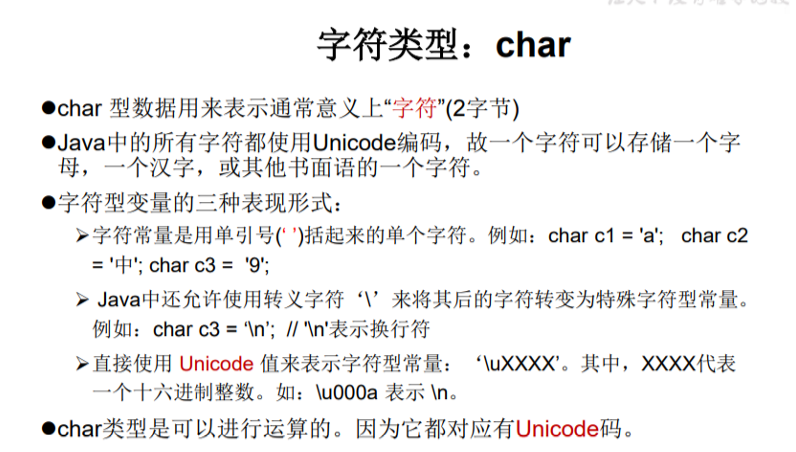 字符类型：char
●char 型数据用来表示通常意义上“字符”(2字节)
●Java中的所有字符都使用Unicode编码，故一个字符可以存储一个字
母，一个汉字，或其他书面语的一个字符。
●字符型变量的三种表现形式：
➢字符常量是用单引号(‘ ’)括起来的单个字符。例如：char c1 = 'a'; char c2
= '中'; char c3 = '9';
➢ Java中还允许使用转义字符‘\’来将其后的字符转变为特殊字符型常量。
例如：char c3 = ‘\n’; // '\n'表示换行符
➢直接使用 Unicode 值来表示字符型常量：‘\uXXXX’。其中，XXXX代表
一个十六进制整数。如：\u000a 表示 \n。
●char类型是可以进行运算的。因为它都对应有Unicode码。